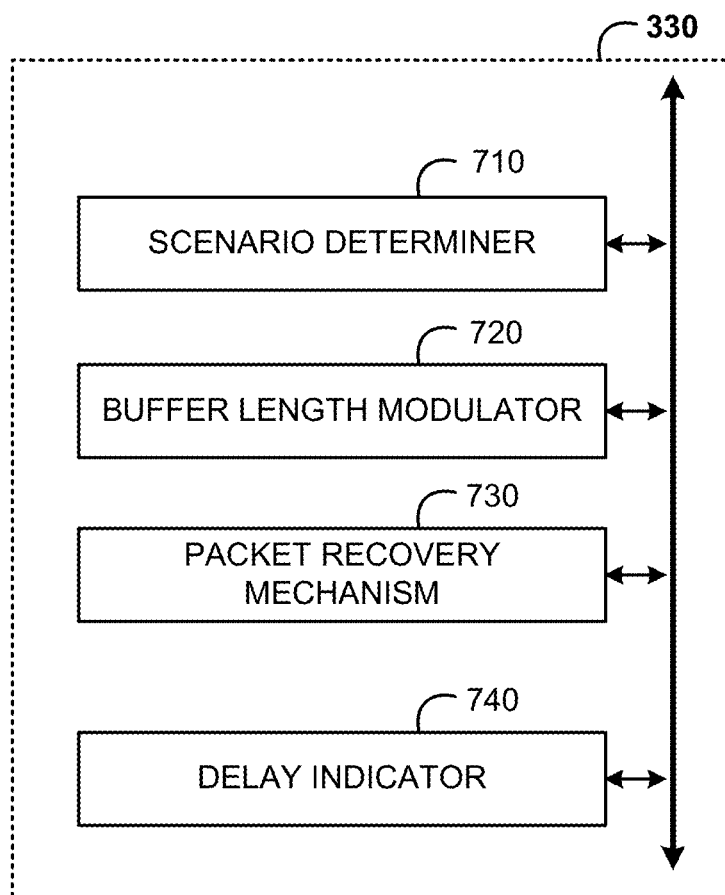 330
710
SCENARIO DETERMINER
720
BUFFER LENGTH MODULATOR
730
PACKET RECOVERY
MECHANISM
740
DELAY INDICATOR